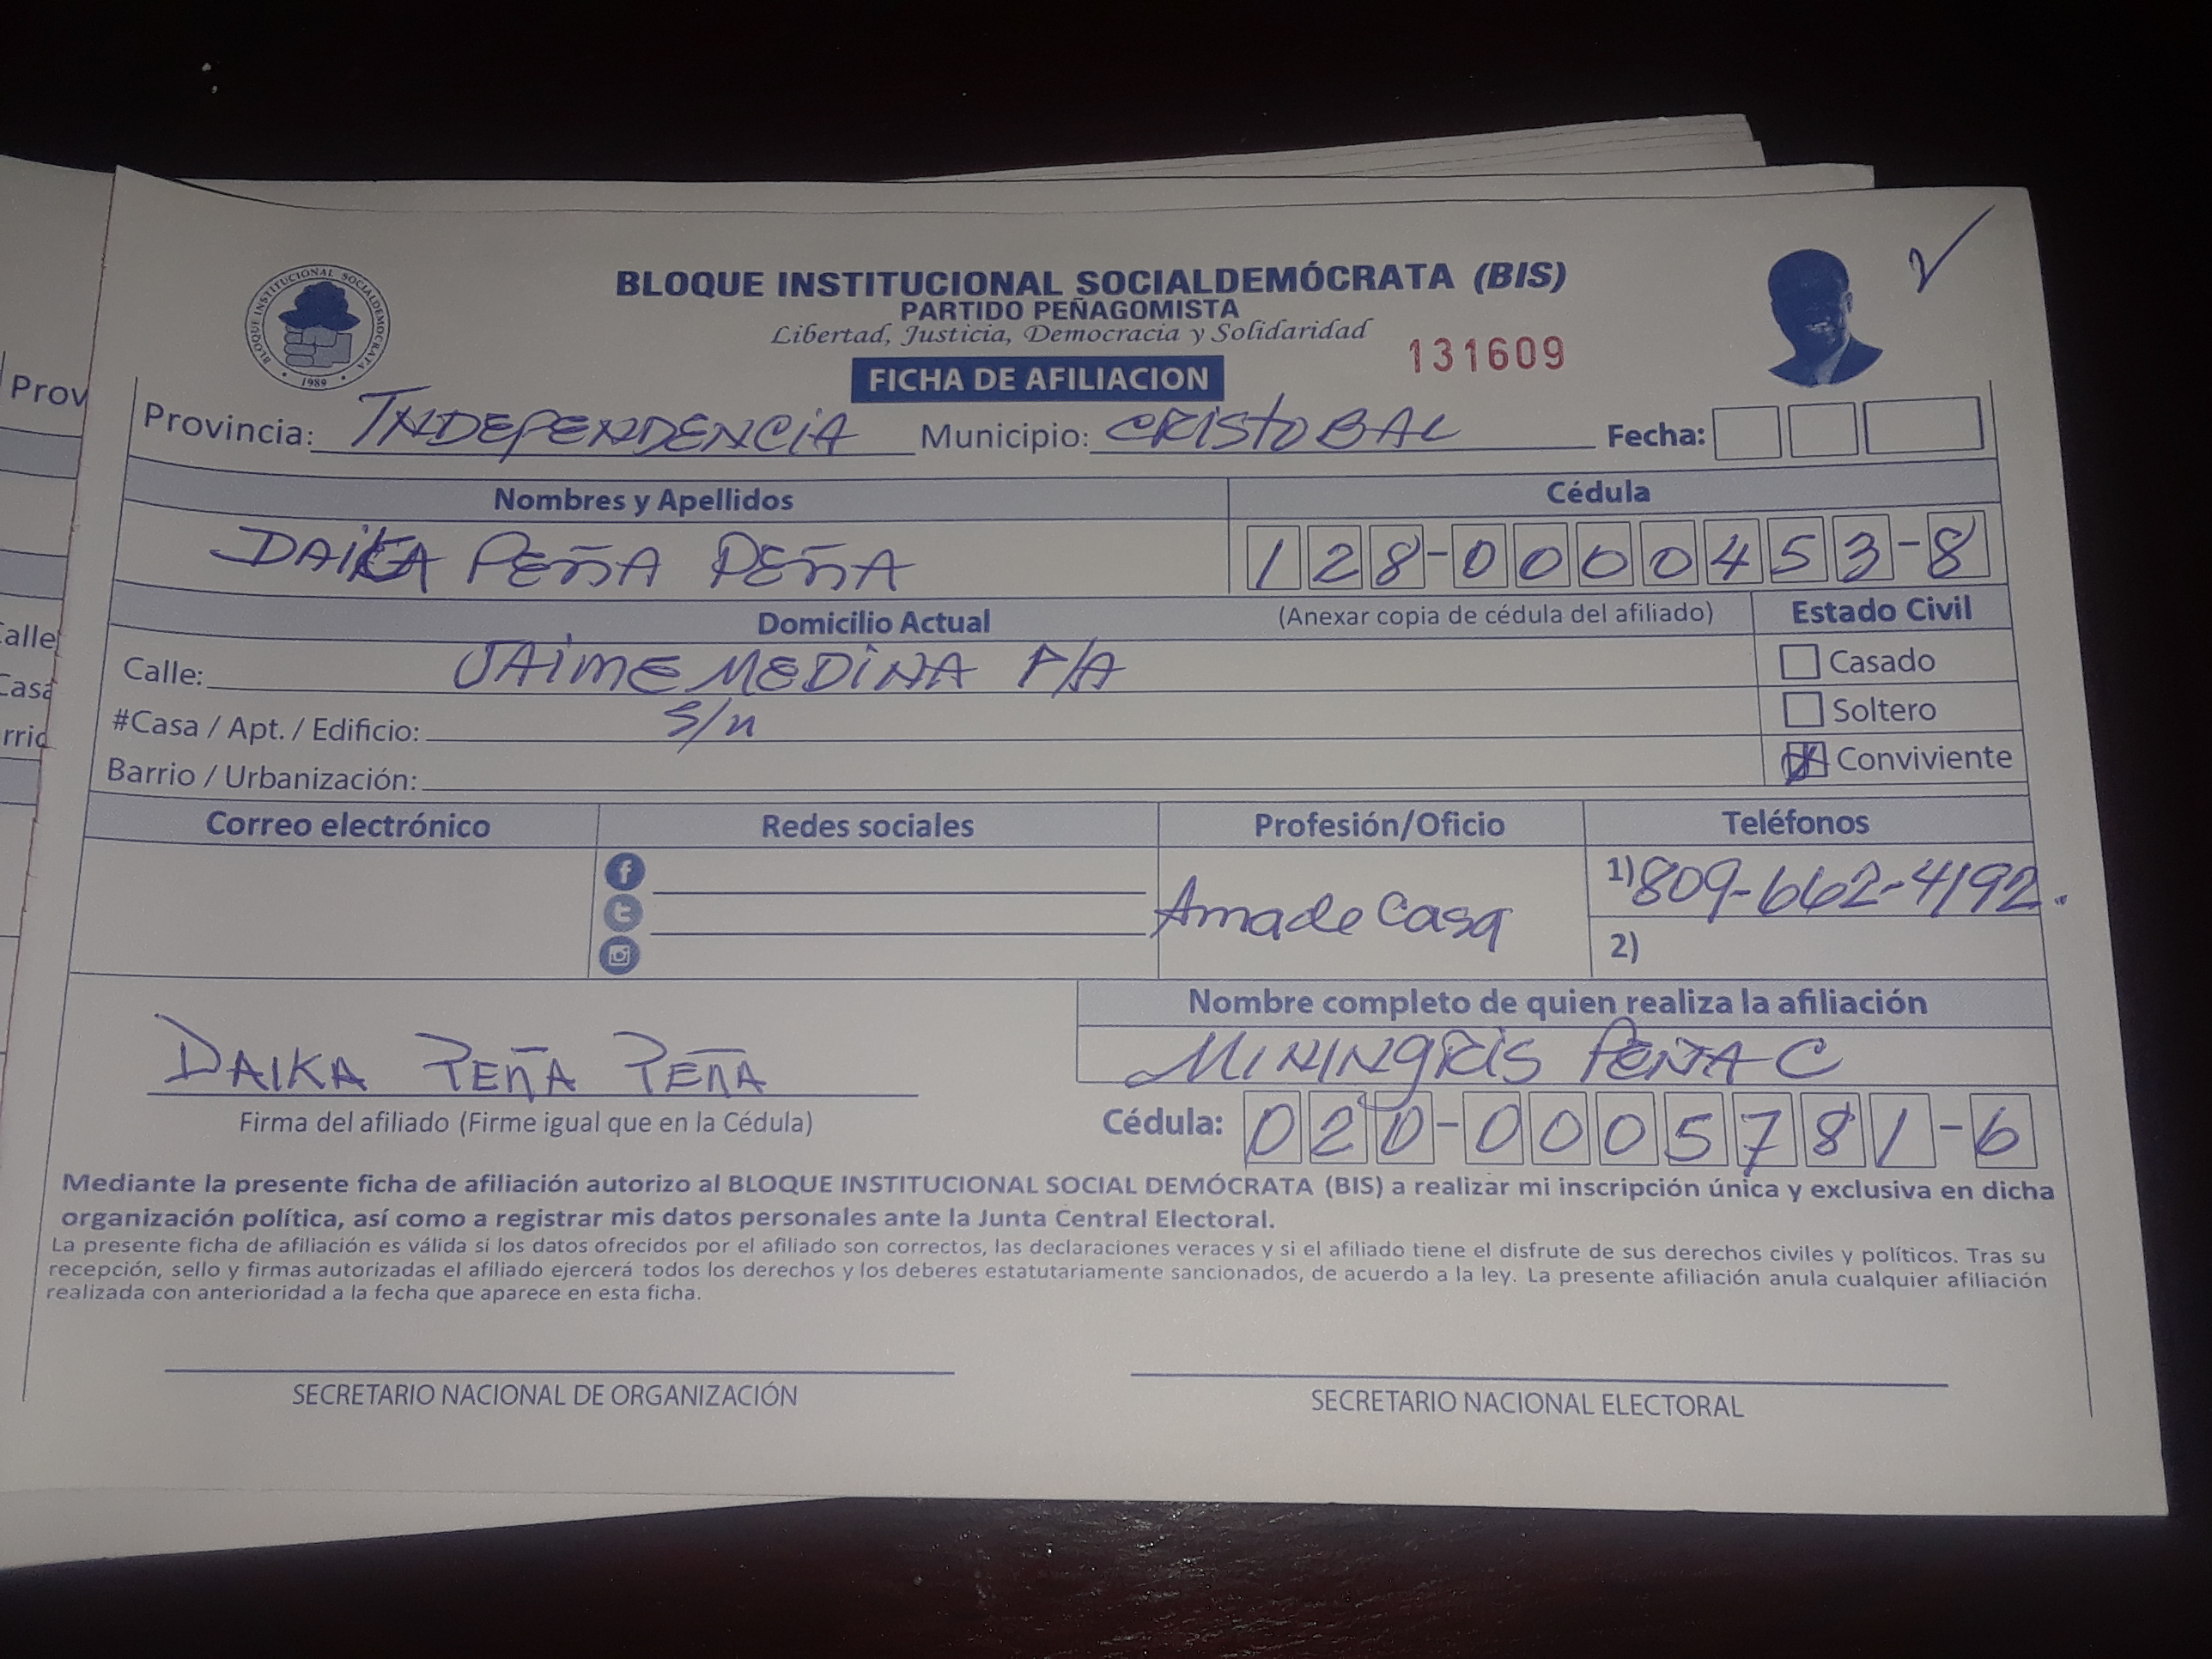 BLOQUE INSTITUCIONAL SOCIALDEMOCRATA
1989
BLOQUE INSTITUCIONAL SOCIALDEMÓCRATA (BIS)
PARTIDO PEÑAGOMISTA
Libertad, Justicia, Democracia y Solidaridad
131609
FICHA DE AFILIACION
Prov
Provincia: INDEPENDENCIA Municipio: CRISTOBAL Fecha:
Nombres y Apellidos Cédula
DAIKA PEÑA PEÑA 128-0000453-8
Domicilio Actual (Anexar copia de cédula del afiliado) Estado Civil
Calle: JAIME MEDINA P/A Casado
#Casa / Apt. / Edificio: S/n Soltero
Barrio / Urbanización: Conviviente
Correo electrónico Redes sociales Profesión/Oficio Teléfonos
Ama de Casa 1) 809-662-4192.
2)
Nombre completo de quien realiza la afiliación
DAIKA PEÑA PEÑA MININGRIS PEÑA C
Firma del afiliado (Firme igual que en la Cédula) Cédula: 020-0005781-6
Mediante la presente ficha de afiliación autorizo al BLOQUE INSTITUCIONAL SOCIAL DEMÓCRATA (BIS) a realizar mi inscripción única y exclusiva en dicha
organización política, así como a registrar mis datos personales ante la Junta Central Electoral.
La presente ficha de afiliación es válida si los datos ofrecidos por el afiliado son correctos, las declaraciones veraces y si el afiliado tiene el disfrute de sus derechos civiles y políticos. Tras su
recepción, sello y firmas autorizadas el afiliado ejercerá todos los derechos y los deberes estatutariamente sancionados, de acuerdo a la ley. La presente afiliación anula cualquier afiliación
realizada con anterioridad a la fecha que aparece en esta ficha.
SECRETARIO NACIONAL DE ORGANIZACIÓN SECRETARIO NACIONAL ELECTORAL